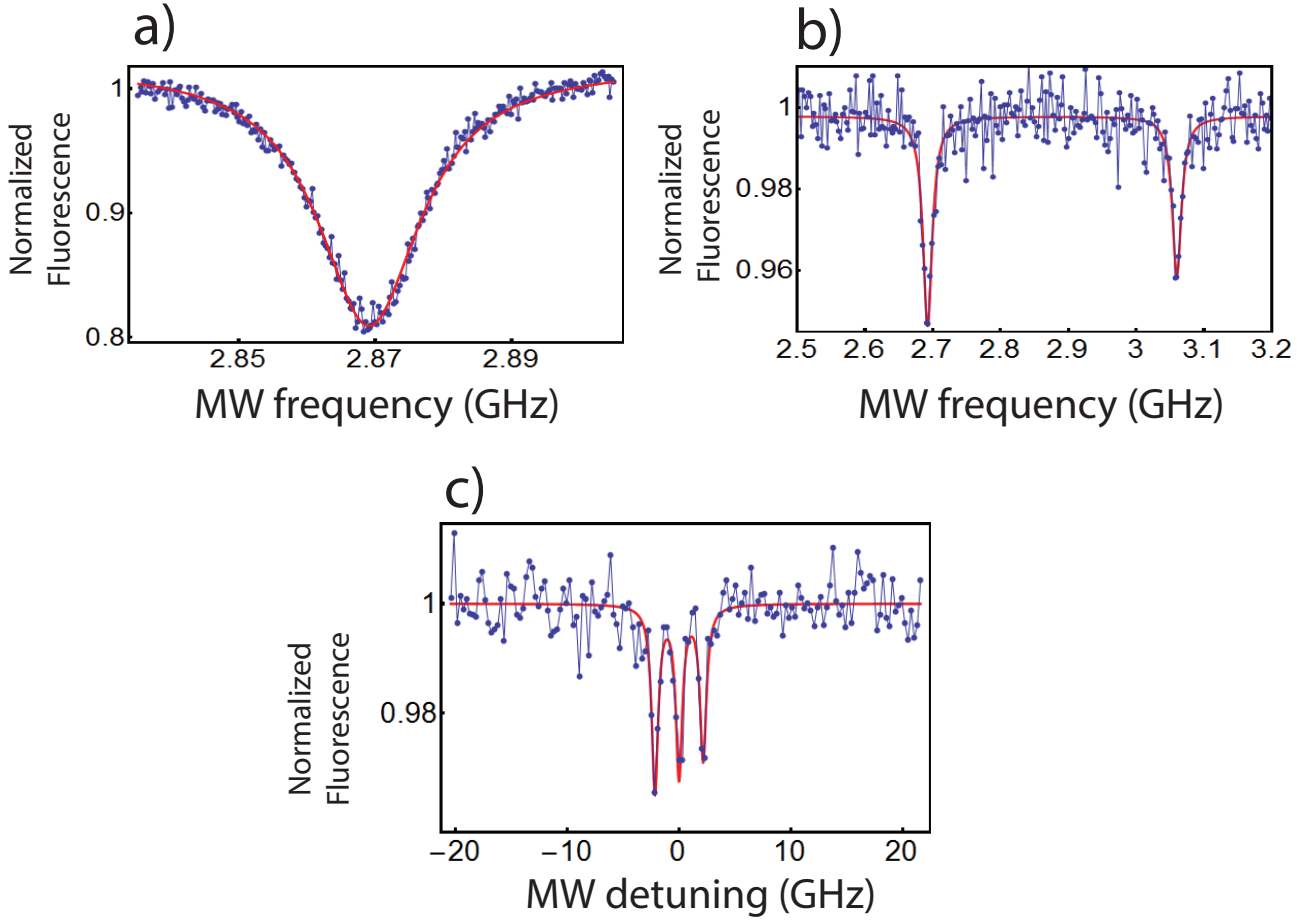 a)
Normalized
Fluorescence
1
0.9
0.8
2.85
2.87
2.89
MW frequency (GHz)
b)
Normalized
Fluorescence
1
0.98
0.96
2.5 2.6 2.7 2.8 2.9 3 3.1 3.2
MW frequency (GHz)
c)
Normalized
Fluorescence
1
0.98
−20 −10 0 10 20
MW detuning (GHz)